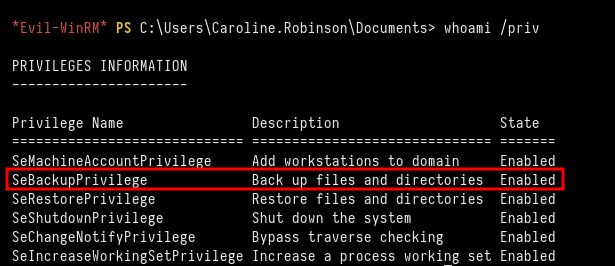 *Evil-WinRM* PS C:\Users\Caroline.Robinson\Documents> whoami /priv
PRIVILEGES INFORMATION
----------------------
Privilege Name                Description                    State
============================= ============================== =======
SeMachineAccountPrivilege     Add workstations to domain     Enabled
SeBackupPrivilege             Back up files and directories  Enabled
SeRestorePrivilege            Restore files and directories  Enabled
SeShutdownPrivilege           Shut down the system           Enabled
SeChangeNotifyPrivilege       Bypass traverse checking       Enabled
SeIncreaseWorkingSetPrivilege Increase a process working set Enabled